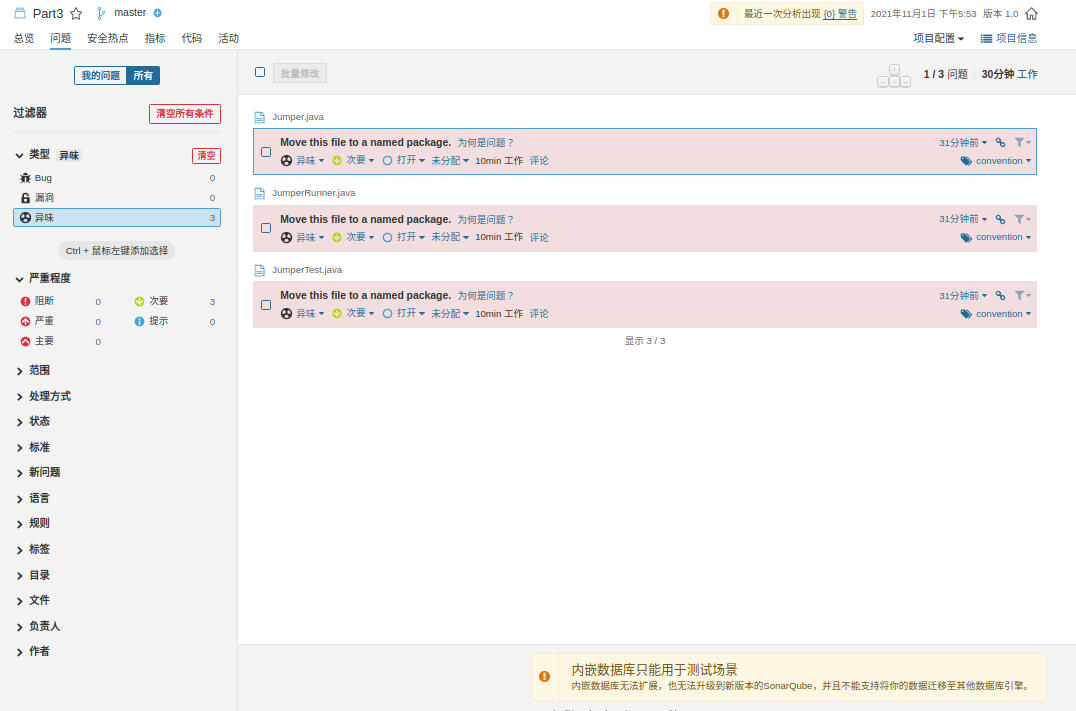 Part3 master 最近一次分析出现 {0} 警告 2021年11月1日 下午5:53 版本 1.0
总览 问题 安全热点 指标 代码 活动 项目配置 项目信息
我的问题 所有 批量修改 1 / 3 问题 30分钟 工作
过滤器 清空所有条件
类型 异味 清空
Bug 0
漏洞 0
异味 3
Ctrl + 鼠标左键添加选择
严重程度
阻断 0 次要 3
严重 0 提示 0
主要 0
范围
处理方式
状态
标准
新问题
语言
规则
标签
目录
文件
负责人
作者
Jumper.java
Move this file to a named package. 为何是问题？ 31分钟前
异味 次要 打开 未分配 10min 工作 评论 convention
JumperRunner.java
Move this file to a named package. 为何是问题？ 31分钟前
异味 次要 打开 未分配 10min 工作 评论 convention
JumperTest.java
Move this file to a named package. 为何是问题？ 31分钟前
异味 次要 打开 未分配 10min 工作 评论 convention
显示 3 / 3
内嵌数据库只能用于测试场景
内嵌数据库无法扩展，也无法升级到新版本的SonarQube，并且不能支持将你的数据迁移至其他数据库引擎。